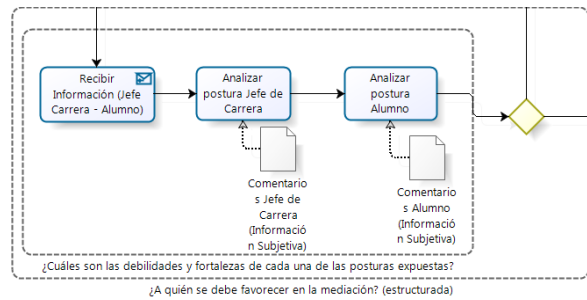 Recibir
Información (Jefe
Carrera - Alumno)
Analizar
postura Jefe de
Carrera
Analizar
postura
Alumno
Comentario
s Jefe de
Carrera
(Informació
n Subjetiva)
Comentario
s Alumno
(Informació
n Subjetiva)
¿Cuáles son las debilidades y fortalezas de cada una de las posturas expuestas?
¿A quién se debe favorecer en la mediación? (estructurada)